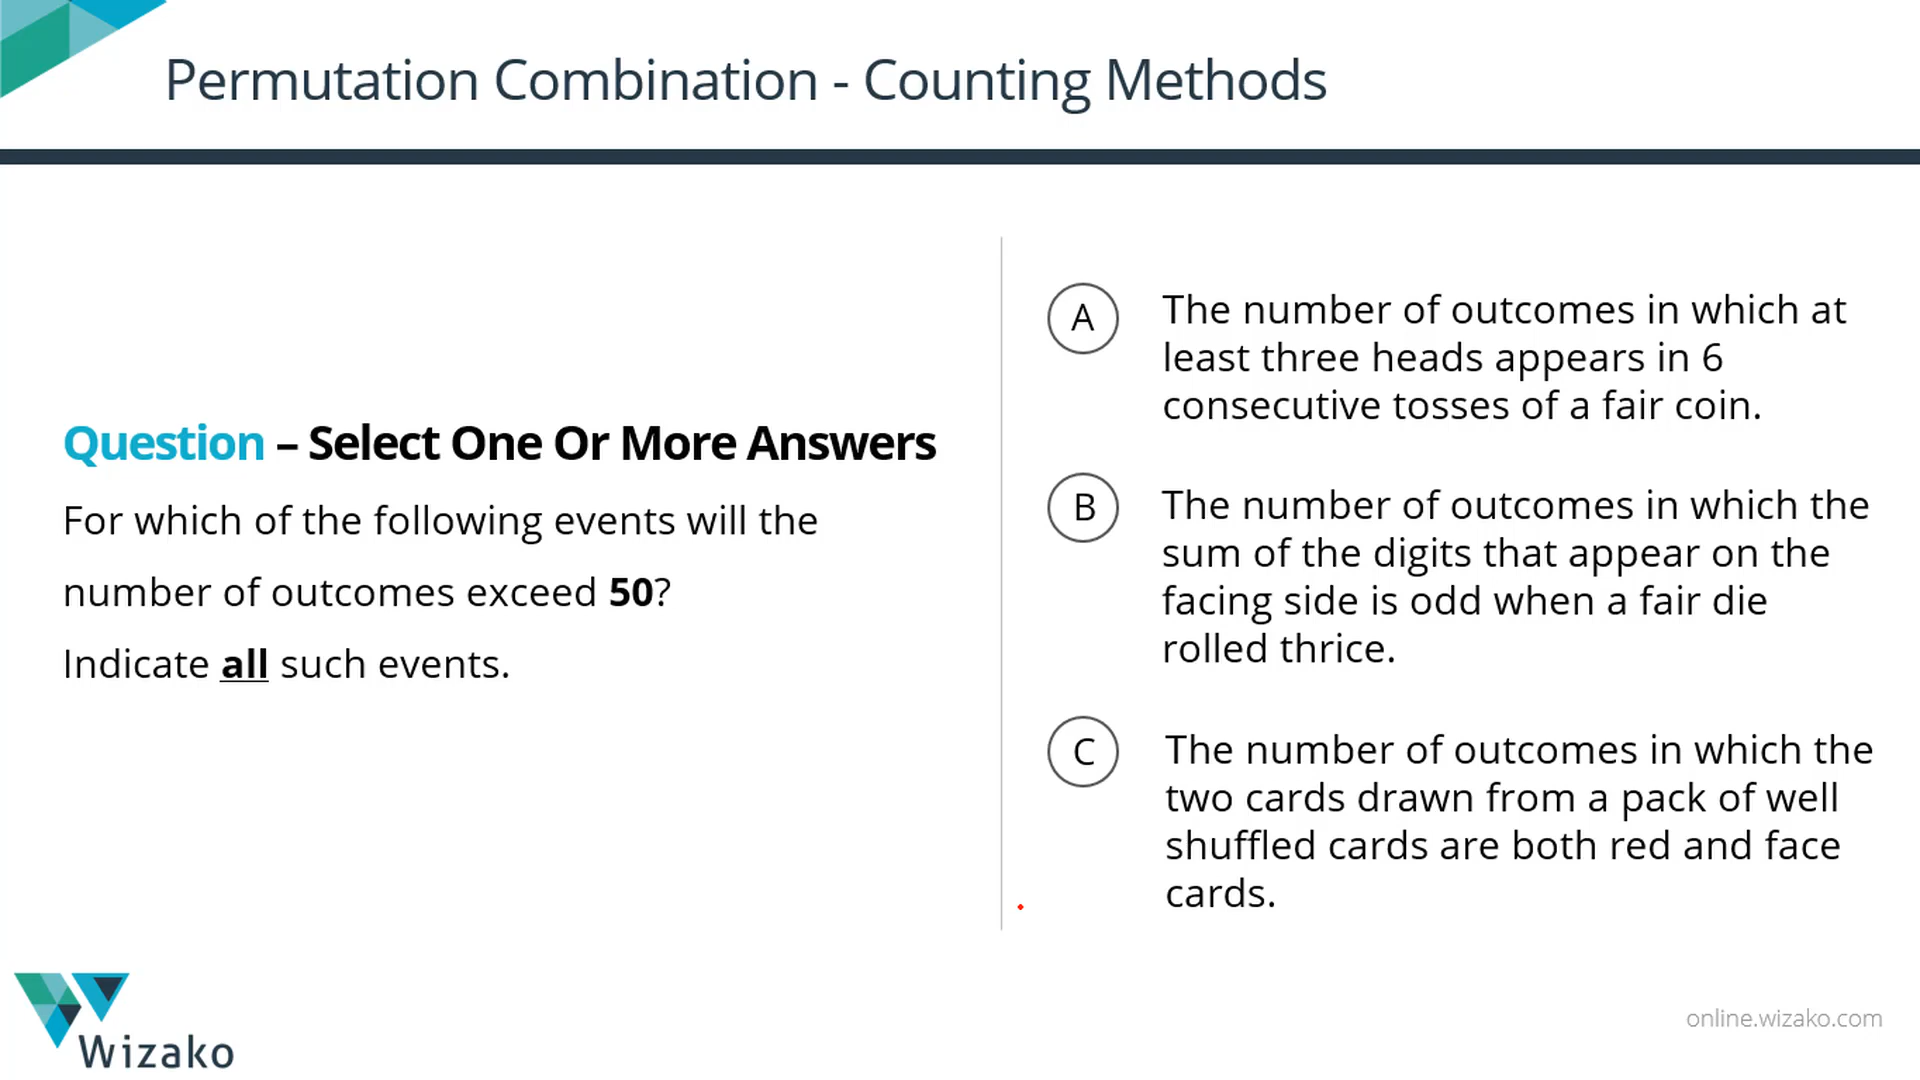 Permutation Combination - Counting Methods
Question – Select One Or More Answers
For which of the following events will the
number of outcomes exceed 50?
Indicate all such events.
A
The number of outcomes in which at
least three heads appears in 6
consecutive tosses of a fair coin.
B
The number of outcomes in which the
sum of the digits that appear on the
facing side is odd when a fair die
rolled thrice.
C
The number of outcomes in which the
two cards drawn from a pack of well
shuffled cards are both red and face
cards.
Wizako
online.wizako.com